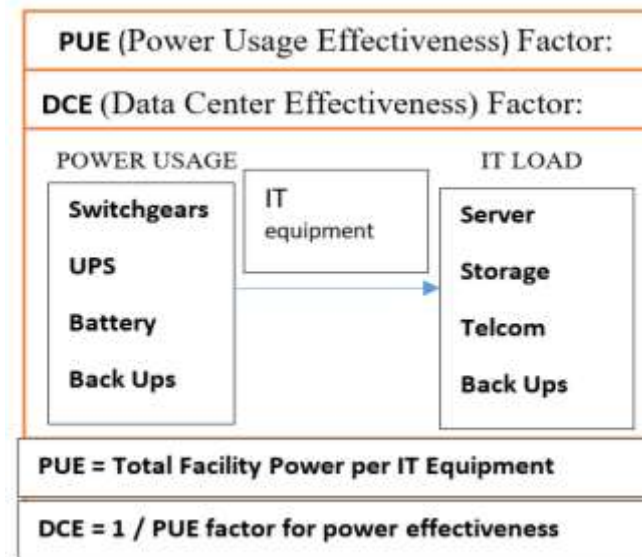 PUE (Power Usage Effectiveness) Factor:
DCE (Data Center Effectiveness) Factor:
POWER USAGE
Switchgears
UPS
Battery
Back Ups
IT
equipment
IT LOAD
Server
Storage
Telcom
Back Ups
PUE = Total Facility Power per IT Equipment
DCE = 1 / PUE factor for power effectiveness